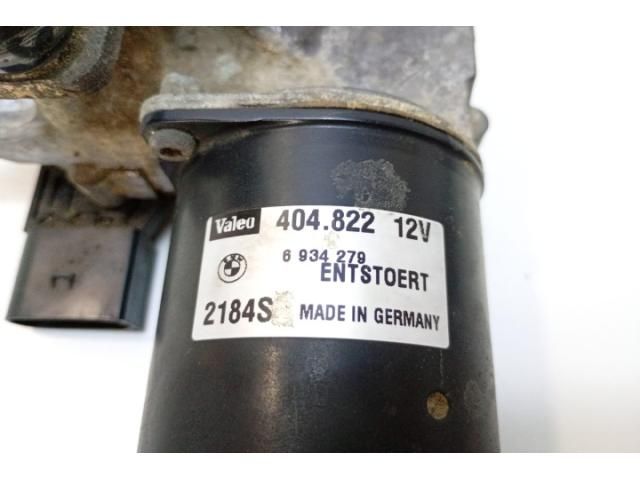 Valeo 404.822 12V
6 934 279
ENTSTOERT
2184S MADE IN GERMANY